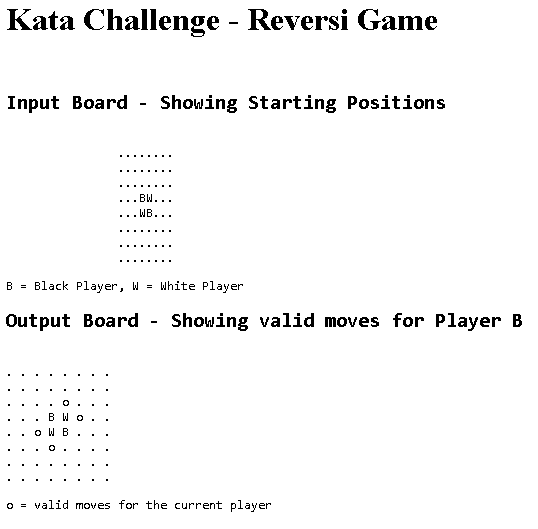 Kata Challenge - Reversi Game
Input Board - Showing Starting Positions
........
........
........
...BW...
...WB...
........
........
........
B = Black Player, W = White Player
Output Board - Showing valid moves for Player B
. . . . . . . .
. . . . . . . .
. . . . o . . .
. . . B W o . .
. . o W B . . .
. . . o . . . .
. . . . . . . .
. . . . . . . .
o = valid moves for the current player